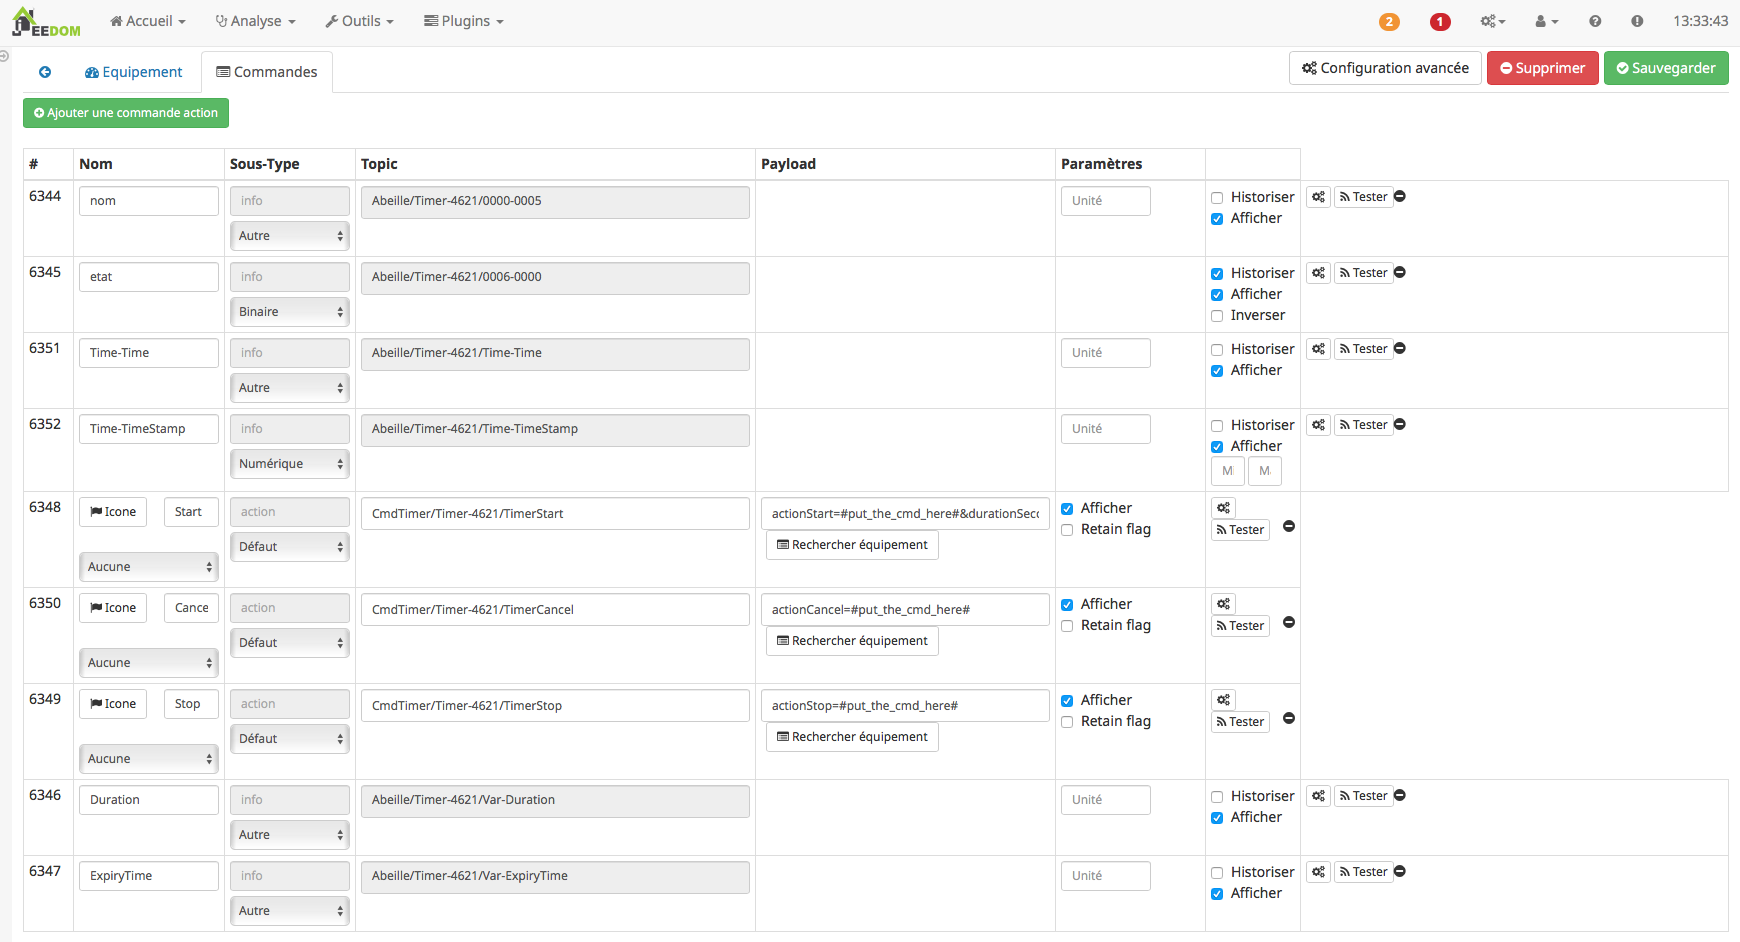 JEEDOM Accueil Analyse Outils Plugins 2 1 13:33:43
Equipement Commandes Configuration avancée Supprimer Sauvegarder
Ajouter une commande action
# Nom Sous-Type Topic Payload Paramètres
6344 nom info Abeille/Timer-4621/0000-0005 Unité Historiser Tester
Autre Afficher
6345 etat info Abeille/Timer-4621/0006-0000 Historiser Tester
Binaire Afficher
Inverser
6351 Time-Time info Abeille/Timer-4621/Time-Time Unité Historiser Tester
Autre Afficher
6352 Time-TimeStamp info Abeille/Timer-4621/Time-TimeStamp Unité Historiser Tester
Numérique Afficher
M M
6348 Icone Start action CmdTimer/Timer-4621/TimerStart actionStart=#put_the_cmd_here#&durationSec Afficher
Défaut Rechercher équipement Retain flag Tester
Aucune
6350 Icone Cance action CmdTimer/Timer-4621/TimerCancel actionCancel=#put_the_cmd_here# Afficher
Défaut Rechercher équipement Retain flag Tester
Aucune
6349 Icone Stop action CmdTimer/Timer-4621/TimerStop actionStop=#put_the_cmd_here# Afficher
Défaut Rechercher équipement Retain flag Tester
Aucune
6346 Duration info Abeille/Timer-4621/Var-Duration Unité Historiser Tester
Autre Afficher
6347 ExpiryTime info Abeille/Timer-4621/Var-ExpiryTime Unité Historiser Tester
Autre Afficher